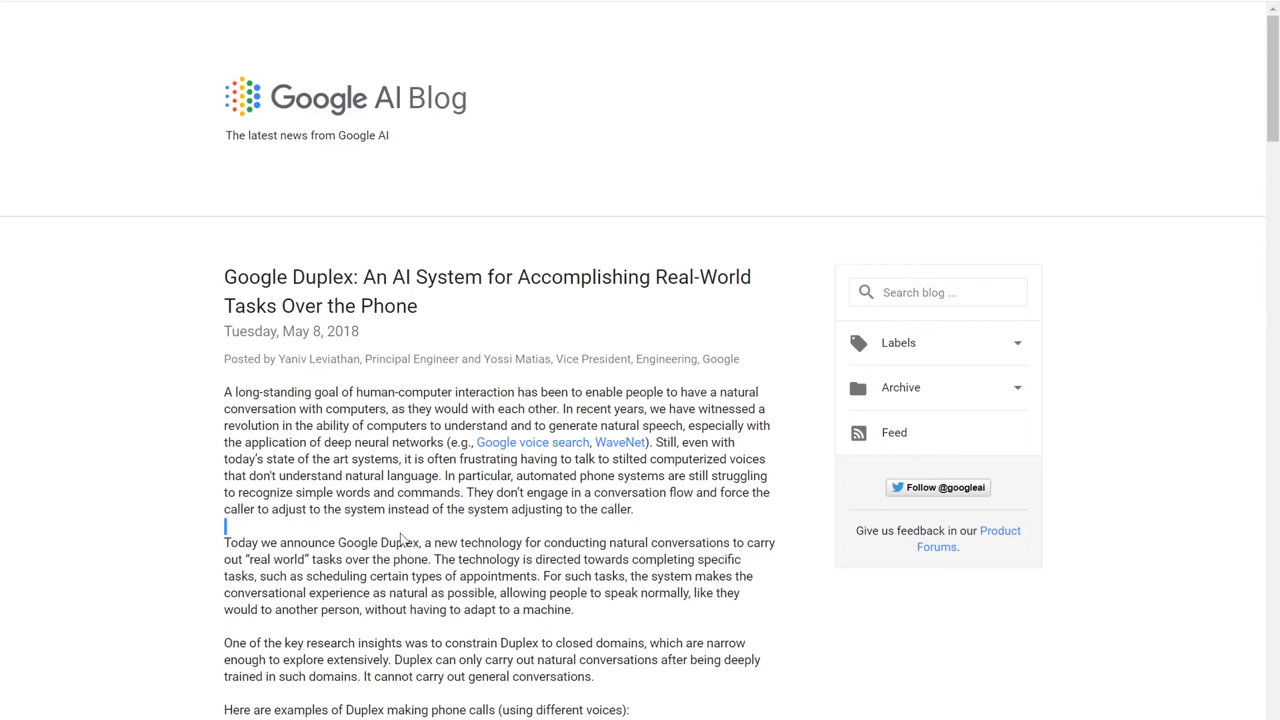 Google AI Blog
The latest news from Google AI
Google Duplex: An AI System for Accomplishing Real-World
Tasks Over the Phone
Tuesday, May 8, 2018
Posted by Yaniv Leviathan, Principal Engineer and Yossi Matias, Vice President, Engineering, Google
A long-standing goal of human-computer interaction has been to enable people to have a natural
conversation with computers, as they would with each other. In recent years, we have witnessed a
revolution in the ability of computers to understand and to generate natural speech, especially with
the application of deep neural networks (e.g., Google voice search, WaveNet). Still, even with
today’s state of the art systems, it is often frustrating having to talk to stilted computerized voices
that don't understand natural language. In particular, automated phone systems are still struggling
to recognize simple words and commands. They don’t engage in a conversation flow and force the
caller to adjust to the system instead of the system adjusting to the caller.
Today we announce Google Duplex, a new technology for conducting natural conversations to carry
out “real world” tasks over the phone. The technology is directed towards completing specific
tasks, such as scheduling certain types of appointments. For such tasks, the system makes the
conversational experience as natural as possible, allowing people to speak normally, like they
would to another person, without having to adapt to a machine.
One of the key research insights was to constrain Duplex to closed domains, which are narrow
enough to explore extensively. Duplex can only carry out natural conversations after being deeply
trained in such domains. It cannot carry out general conversations.
Here are examples of Duplex making phone calls (using different voices):
Search blog ...
Labels
Archive
Feed
Follow @googleai
Give us feedback in our Product
Forums.